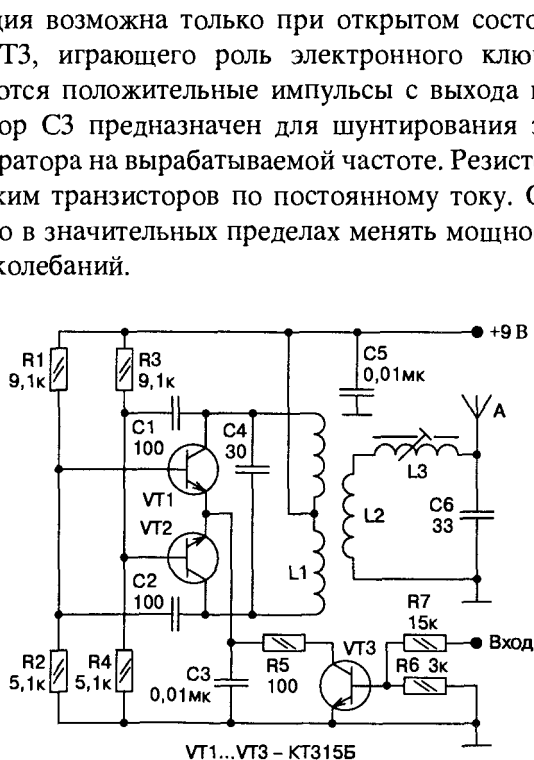 ция возможна только при открытом состо
Т3, играющего роль электронного клю
ются положительные импульсы с выхода
ор С3 предназначен для шунтирования
ратора на вырабатываемой частоте. Резист
ким транзисторов по постоянному току.
о в значительных пределах менять мощно
колебаний.
+9 В
R1
9,1к
R3
9,1к
C5
0,01мк
A
C1
100
C4
30
L3
VT1
C6
33
VT2
L2
L1
C2
100
R7
15к
Вход
VT3
R2
5,1к
R4
5,1к
C3
0,01мк
R5
100
R6 3к
VT1...VT3 – КТ315Б